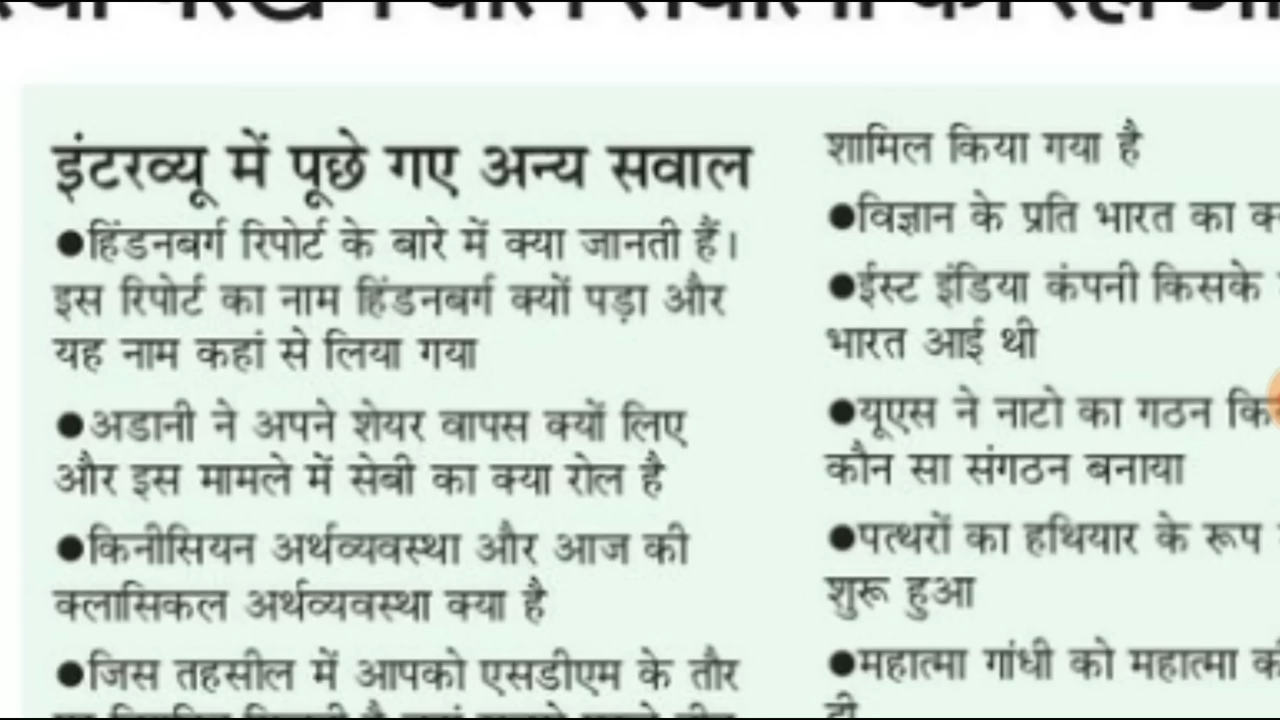 इंटरव्यू में पूछे गए अन्य सवाल
●हिंडनबर्ग रिपोर्ट के बारे में क्या जानती हैं।
इस रिपोर्ट का नाम हिंडनबर्ग क्यों पड़ा और
यह नाम कहां से लिया गया
●अडानी ने अपने शेयर वापस क्यों लिए
और इस मामले में सेबी का क्या रोल है
●किनीसियन अर्थव्यवस्था और आज की
क्लासिकल अर्थव्यवस्था क्या है
●जिस तहसील में आपको एसडीएम के तौर
शामिल किया गया है
●विज्ञान के प्रति भारत का
●ईस्ट इंडिया कंपनी किसके
भारत आई थी
●यूएस ने नाटो का गठन
कौन सा संगठन बनाया
●पत्थरों का हथियार के रूप
शुरू हुआ
●महात्मा गांधी को महात्मा